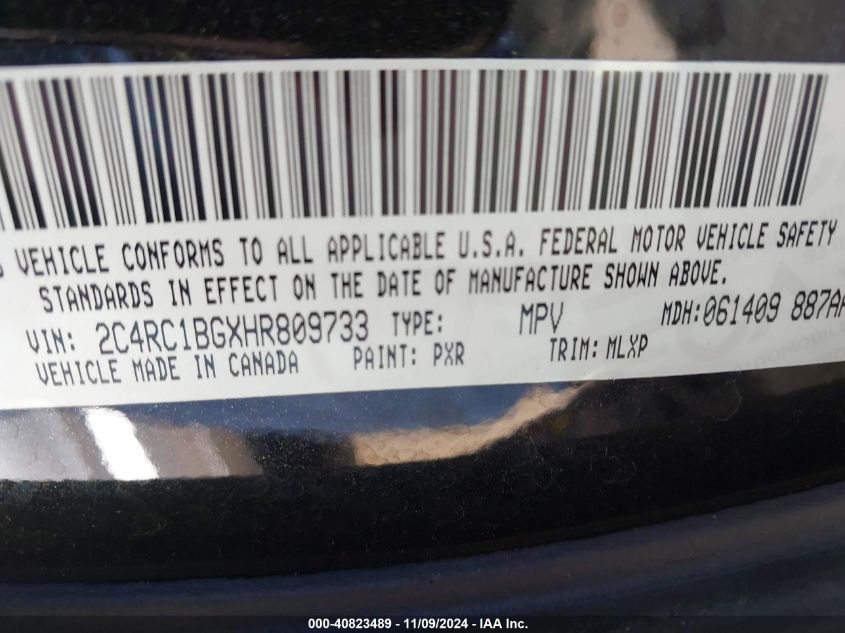 VEHICLE CONFORMS TO ALL APPLICABLE U.S.A. FEDERAL MOTOR VEHICLE SAFETY
STANDARDS IN EFFECT ON THE DATE OF MANUFACTURE SHOWN ABOVE.
VIN: 2C4RC1BGXHR809733 TYPE: MPV MDH:061409 887AA
VEHICLE MADE IN CANADA PAINT: PXR TRIM: MLXP
000-40823489 - 11/09/2024 - IAA Inc.